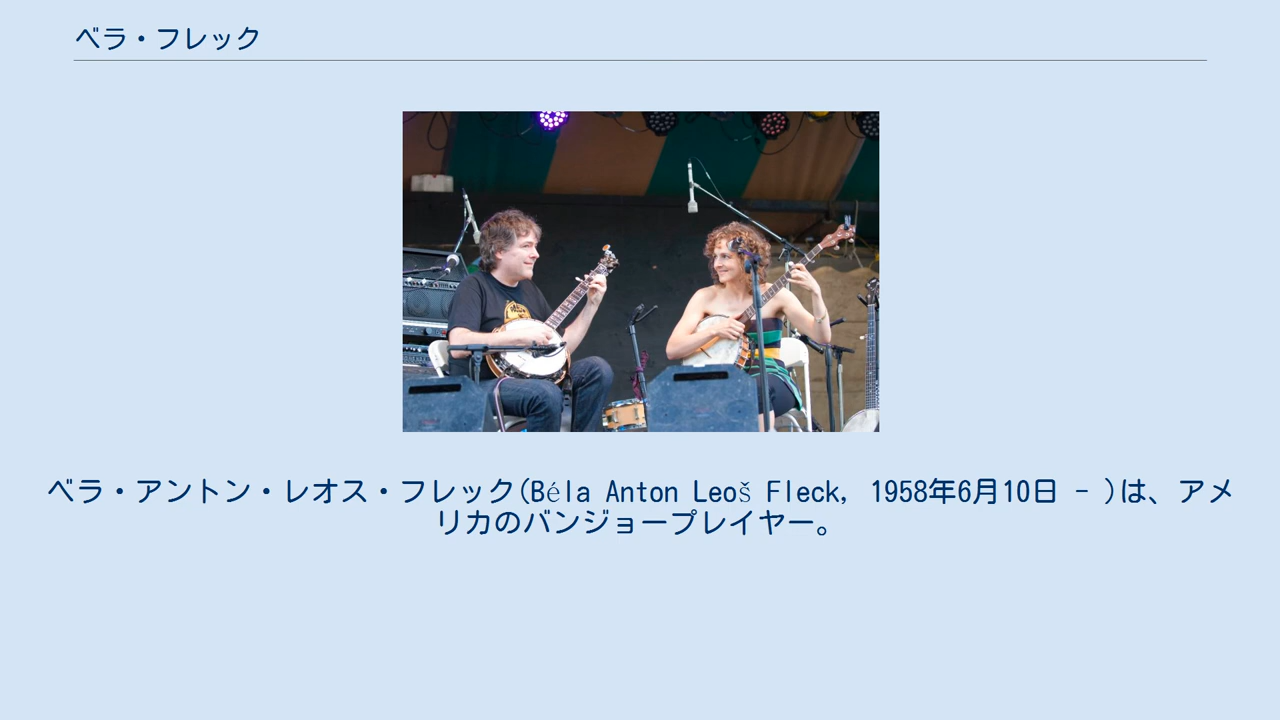 ベラ・フレック
ベラ・アントン・レオス・フレック(Béla Anton Leoš Fleck, 1958年6月10日 - )は、アメ
リカのバンジョープレイヤー。